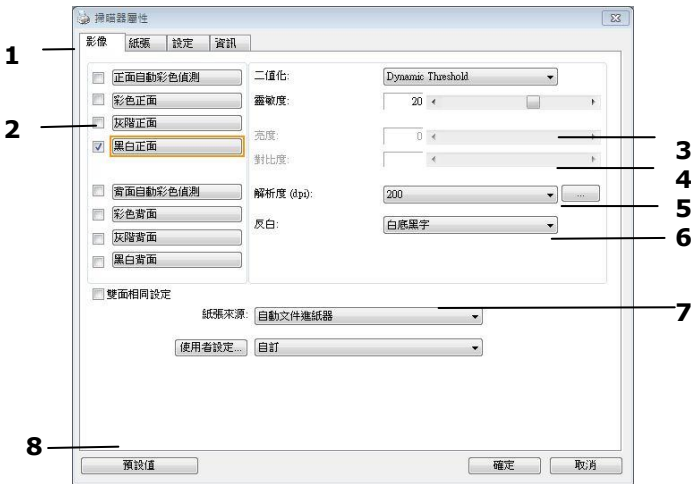 掃瞄器屬性
影像 紙張 設定 資訊
1
正面自動彩色偵測
彩色正面
灰階正面
黑白正面
2
背面自動彩色偵測
彩色背面
灰階背面
黑白背面
二值化: Dynamic Threshold
靈敏度: 20
亮度: 0
對比度:
解析度 (dpi): 200 ...
反白: 白底黑字
3
4
5
6
雙面相同設定
紙張來源: 自動文件進紙器
7
使用者設定... 自訂
8
預設值 確定 取消